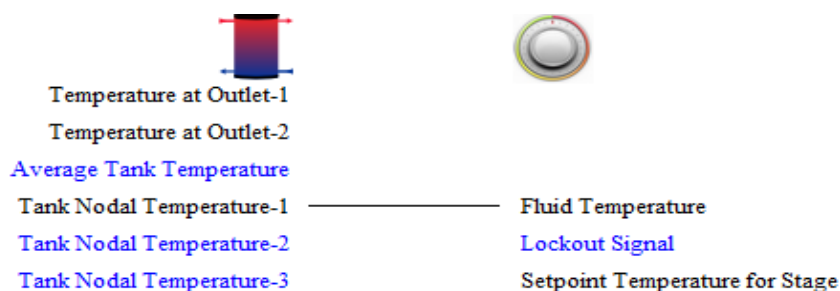 Temperature at Outlet-1
Temperature at Outlet-2
Average Tank Temperature
Tank Nodal Temperature-1
Tank Nodal Temperature-2
Tank Nodal Temperature-3
Fluid Temperature
Lockout Signal
Setpoint Temperature for Stage